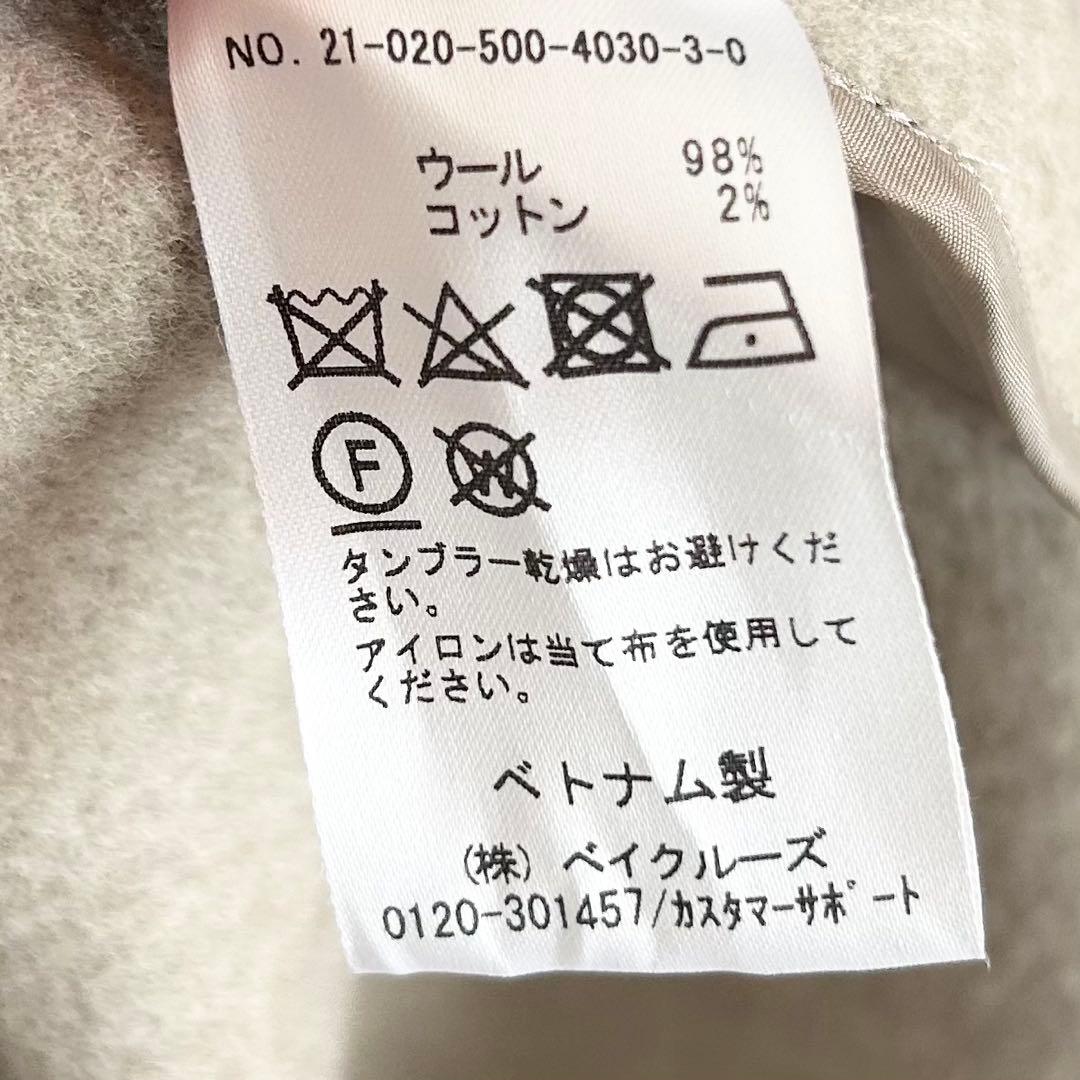 NO. 21-020-500-4030-3-0
ウール 98%
コットン 2%
F
W
タンブラー乾燥はお避けくだ
さい。
アイロンは当て布を使用して
ください。
ベトナム製
(株) ベイクルーズ
0120-301457/ｶｽﾀﾏｰｻﾎﾟｰﾄ